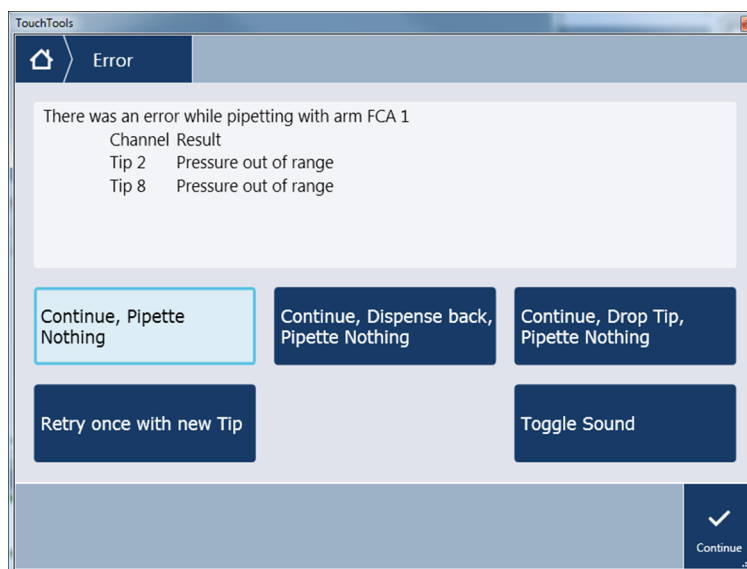 TouchTools
Error
There was an error while pipetting with arm FCA 1
Channel Result
Tip 2 Pressure out of range
Tip 8 Pressure out of range
Continue, Pipette
Nothing
Continue, Dispense back,
Pipette Nothing
Continue, Drop Tip,
Pipette Nothing
Retry once with new Tip
Toggle Sound
Continue